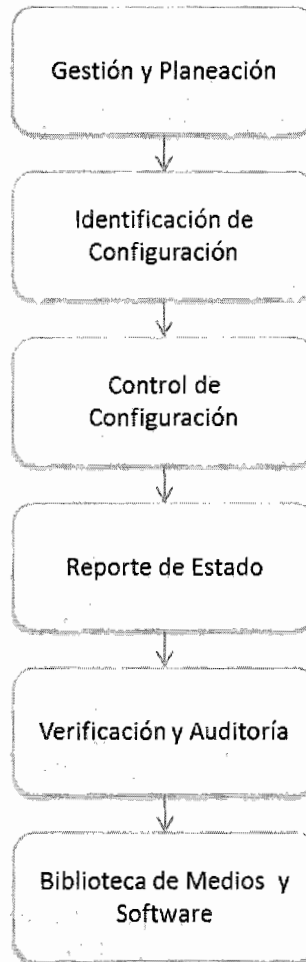 Gestión y Planeación
Identificación de
Configuración
Control de
Configuración
Reporte de Estado
Verificación y Auditoría
Biblioteca de Medios y
Software